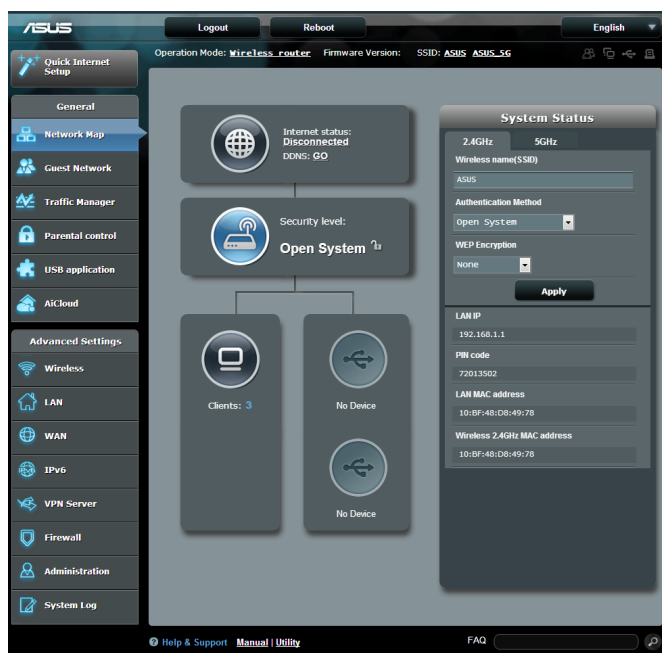 ASUS
Logout
Reboot
English
Operation Mode: Wireless router Firmware Version: SSID: ASUS ASUS_5G
Quick Internet
Setup
General
Network Map
Guest Network
Traffic Manager
Parental control
USB application
AiCloud
Advanced Settings
Wireless
LAN
WAN
IPv6
VPN Server
Firewall
Administration
System Log
Internet status:
Disconnected
DDNS: GO
Security level:
Open System
Clients: 3
No Device
No Device
System Status
2.4GHz
5GHz
Wireless name(SSID)
ASUS
Authentication Method
Open System
WEP Encryption
None
Apply
LAN IP
192.168.1.1
PIN code
72013502
LAN MAC address
10:BF:48:D8:49:78
Wireless 2.4GHz MAC address
10:BF:48:D8:49:78
Help & Support Manual | Utility
FAQ